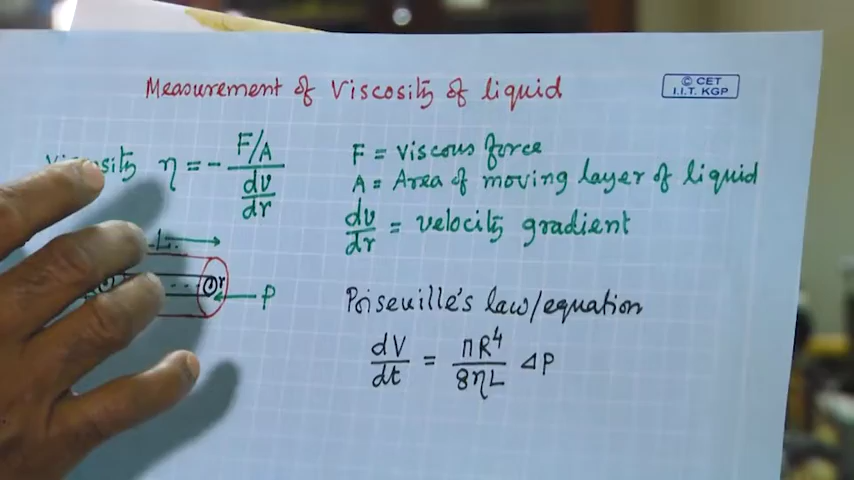 Measurement of Viscosity of liquid
© CET
I.I.T. KGP
η = - F/A / dv/dr
F = viscous force
A = Area of moving layer of liquid
dv/dr = velocity gradient
L
r
P
Poiseuille's law/equation
dV/dt = πR⁴/8ηL ΔP